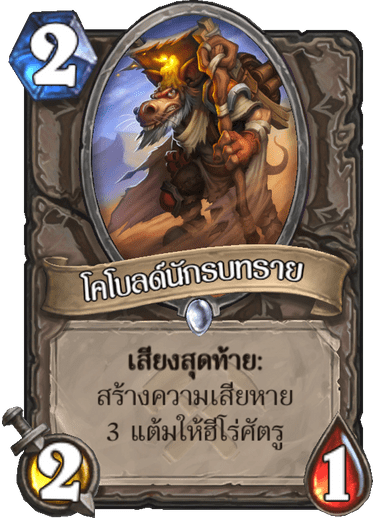 2
โคโบลด์นักรบทราย
เสียงสุดท้าย:
สร้างความเสียหาย
3 แต้มให้ฮีโร่ศัตรู
2
1